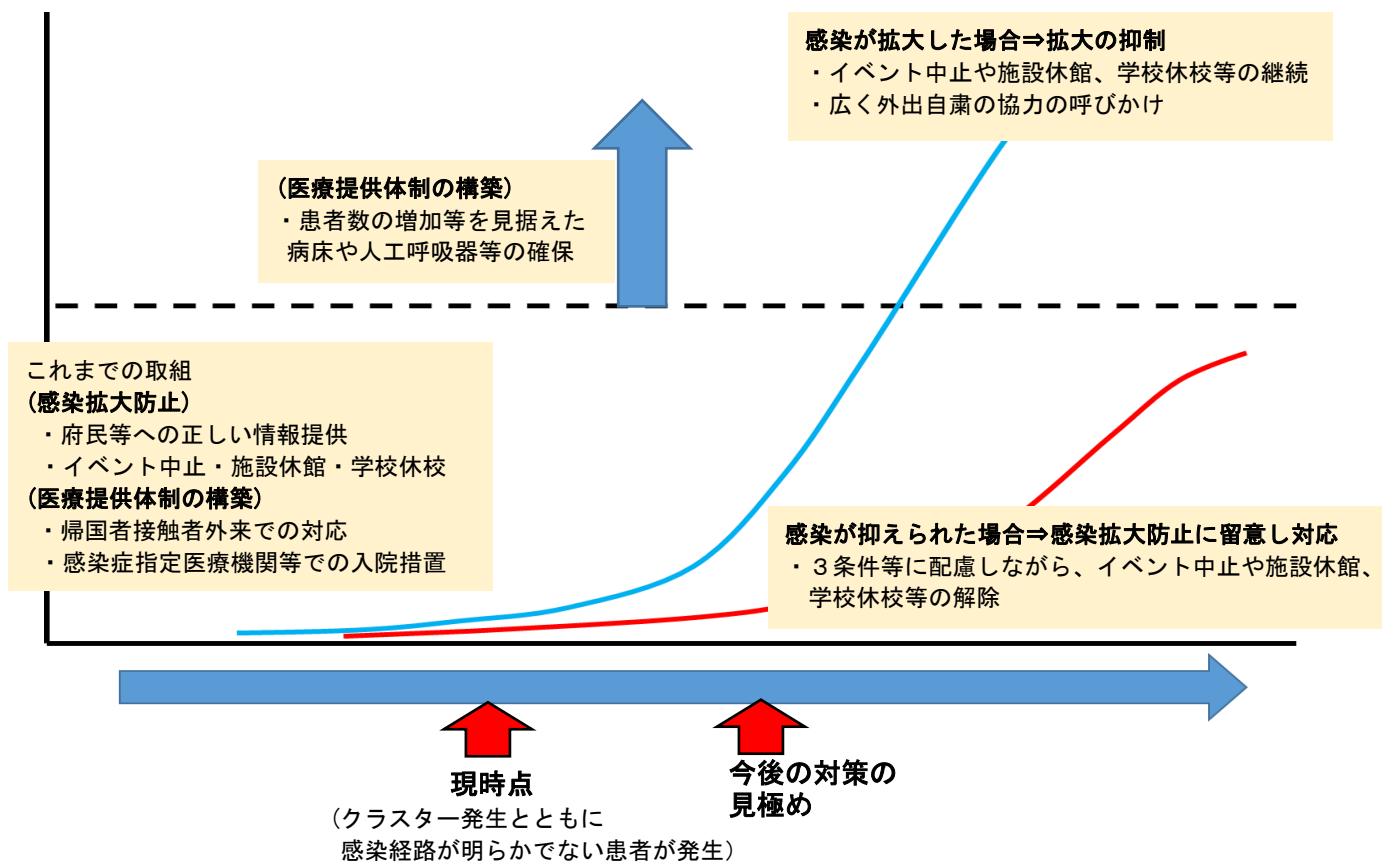 感染が拡大した場合⇒拡大の抑制
・イベント中止や施設休館、学校休校等の継続
・広く外出自粛の協力の呼びかけ
(医療提供体制の構築)
・患者数の増加等を見据えた
病床や人工呼吸器等の確保
これまでの取組
(感染拡大防止)
・府民等への正しい情報提供
・イベント中止・施設休館・学校休校
(医療提供体制の構築)
・帰国者接触者外来での対応
・感染症指定医療機関等での入院措置
感染が抑えられた場合⇒感染拡大防止に留意し対応
・３条件等に配慮しながら、イベント中止や施設休館、
学校休校等の解除
現時点
（クラスター発生とともに
感染経路が明らかでない患者が発生）
今後の対策の
見極め